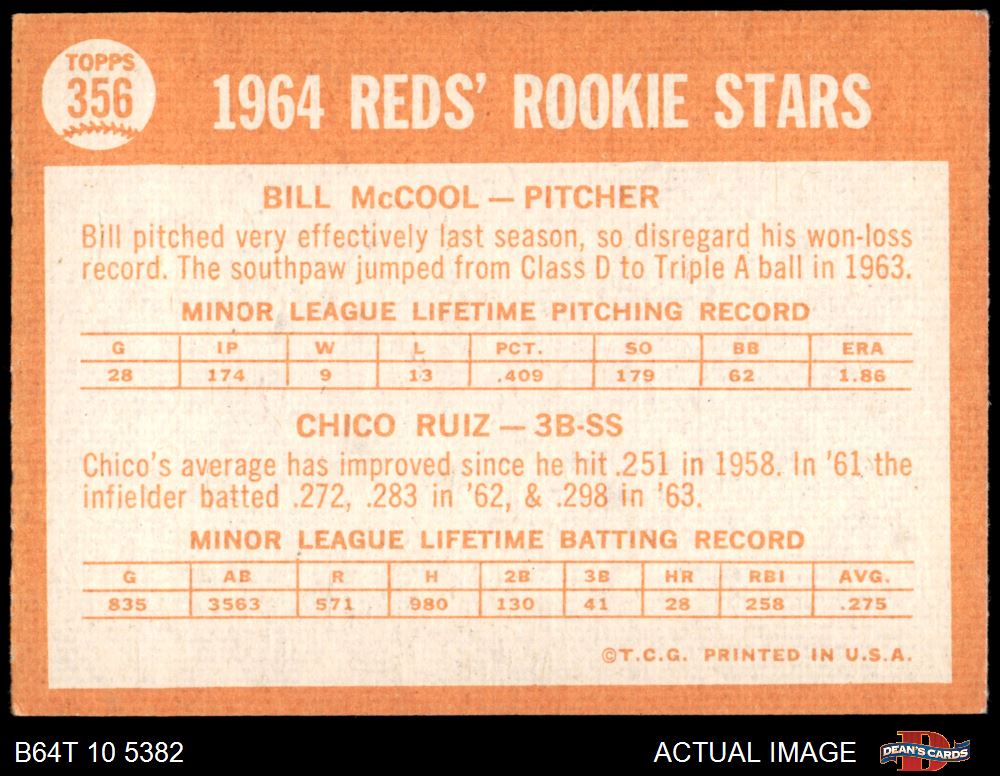 TOPPS
356
1964 REDS' ROOKIE STARS
BILL McCOOL — PITCHER
Bill pitched very effectively last season, so disregard his won-loss
record. The southpaw jumped from Class D to Triple A ball in 1963.
MINOR LEAGUE LIFETIME PITCHING RECORD
G IP W L PCT. SO BB ERA
28 174 9 13 .409 179 62 1.86
CHICO RUIZ — 3B-SS
Chico's average has improved since he hit .251 in 1958. In '61 the
infielder batted .272, .283 in '62, & .298 in '63.
MINOR LEAGUE LIFETIME BATTING RECORD
G AB R H 2B 3B HR RBI AVG.
835 3563 571 980 130 41 28 258 .275
©T.C.G. PRINTED IN U.S.A.
B64T 10 5382
ACTUAL IMAGE
D
DEAN'S CARDS